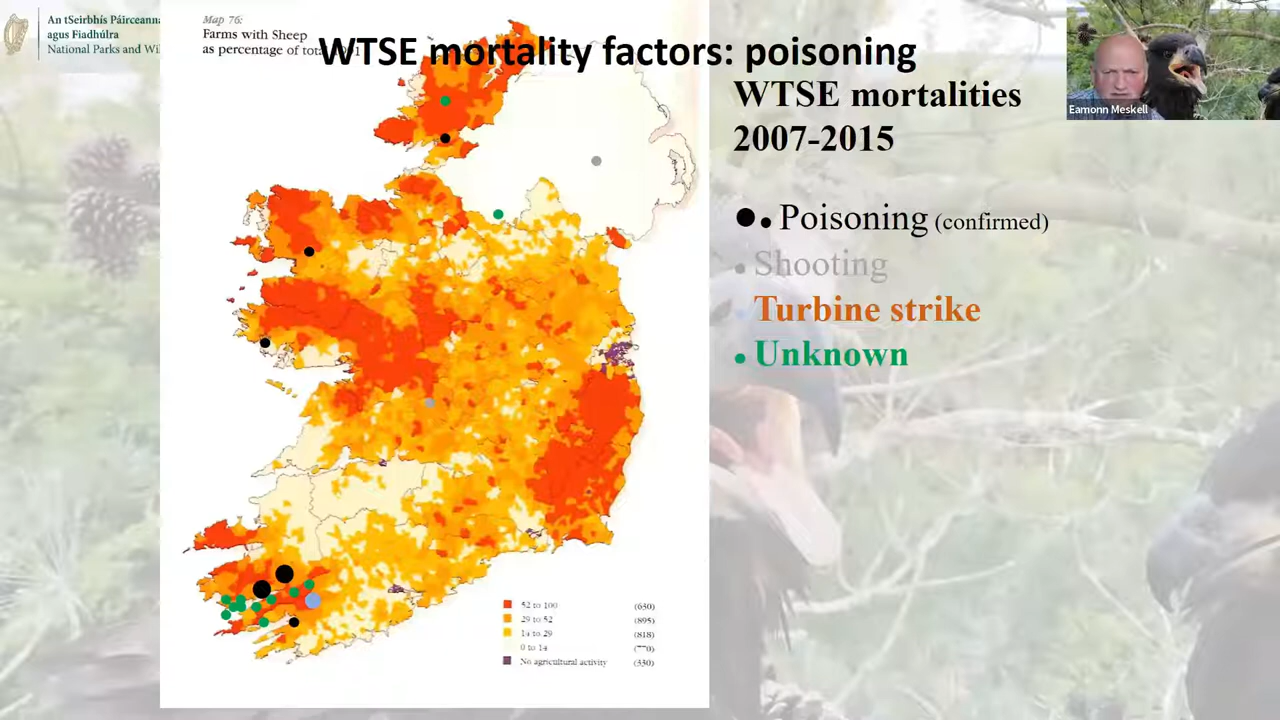 An tSeirbhís Páirceanna
agus Fiadhúlra
National Parks and Wil
Map 76:
Farms with Sheep
as percentage of tot
WTSE mortality factors: poisoning
WTSE mortalities
2007-2015
Poisoning (confirmed)
Shooting
Turbine strike
Unknown
Eamonn Meskell
52 to 100 (630)
29 to 52 (895)
14 to 29 (818)
0 to 14
No agricultural activity (330)